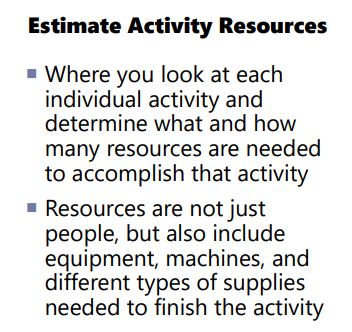 Estimate Activity Resources
■ Where you look at each
individual activity and
determine what and how
many resources are needed
to accomplish that activity
■ Resources are not just
people, but also include
equipment, machines, and
different types of supplies
needed to finish the activity